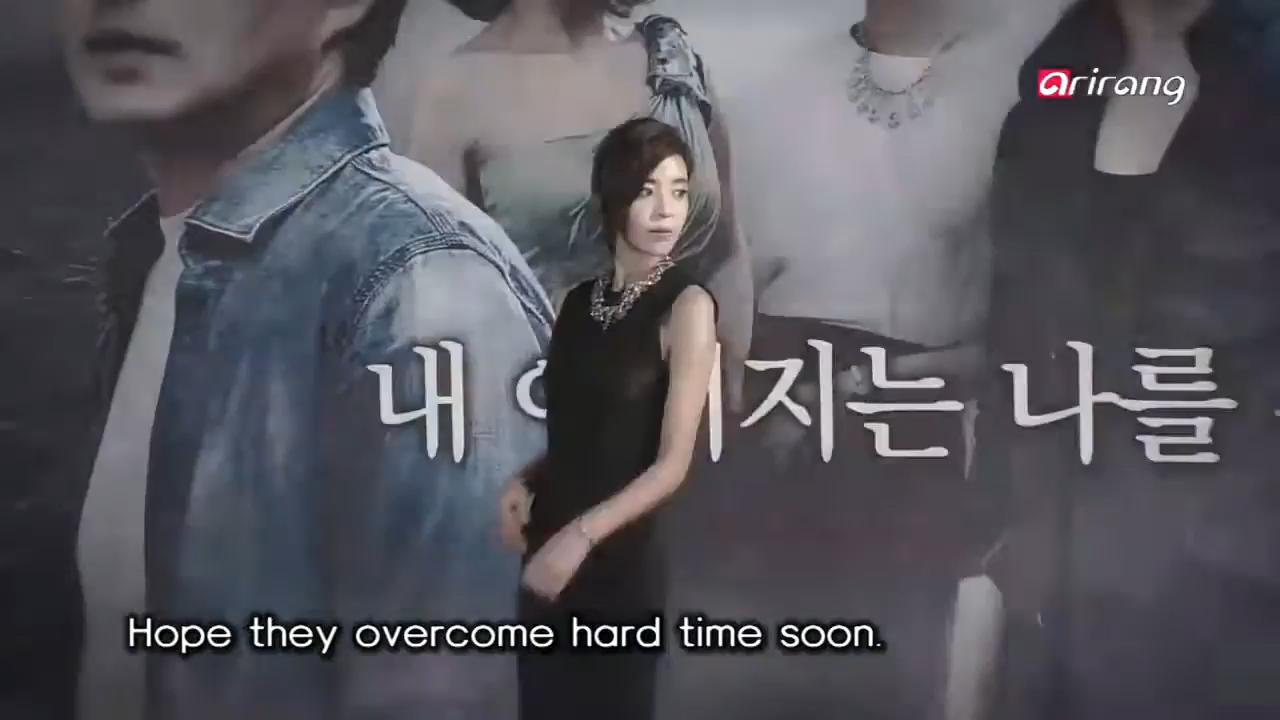 arirang
내 지는 나를
Hope they overcome hard time soon.